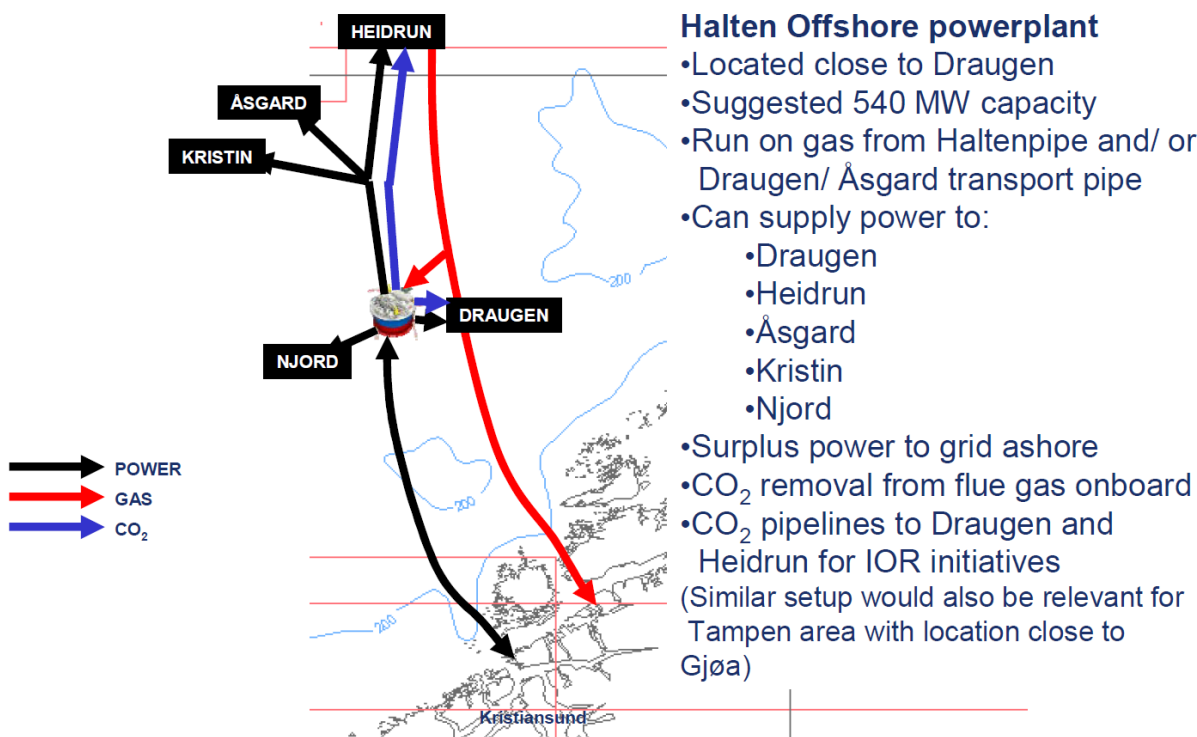 HEIDRUN
ÅSGARD
KRISTIN
DRAUGEN
NJORD
200
200
200
POWER
GAS
CO₂
Kristiansund
Halten Offshore powerplant
•Located close to Draugen
•Suggested 540 MW capacity
•Run on gas from Haltenpipe and/ or
Draugen/ Åsgard transport pipe
•Can supply power to:
•Draugen
•Heidrun
•Åsgard
•Kristin
•Njord
•Surplus power to grid ashore
•CO₂ removal from flue gas onboard
•CO₂ pipelines to Draugen and
Heidrun for IOR initiatives
(Similar setup would also be relevant for
Tampen area with location close to
Gjøa)